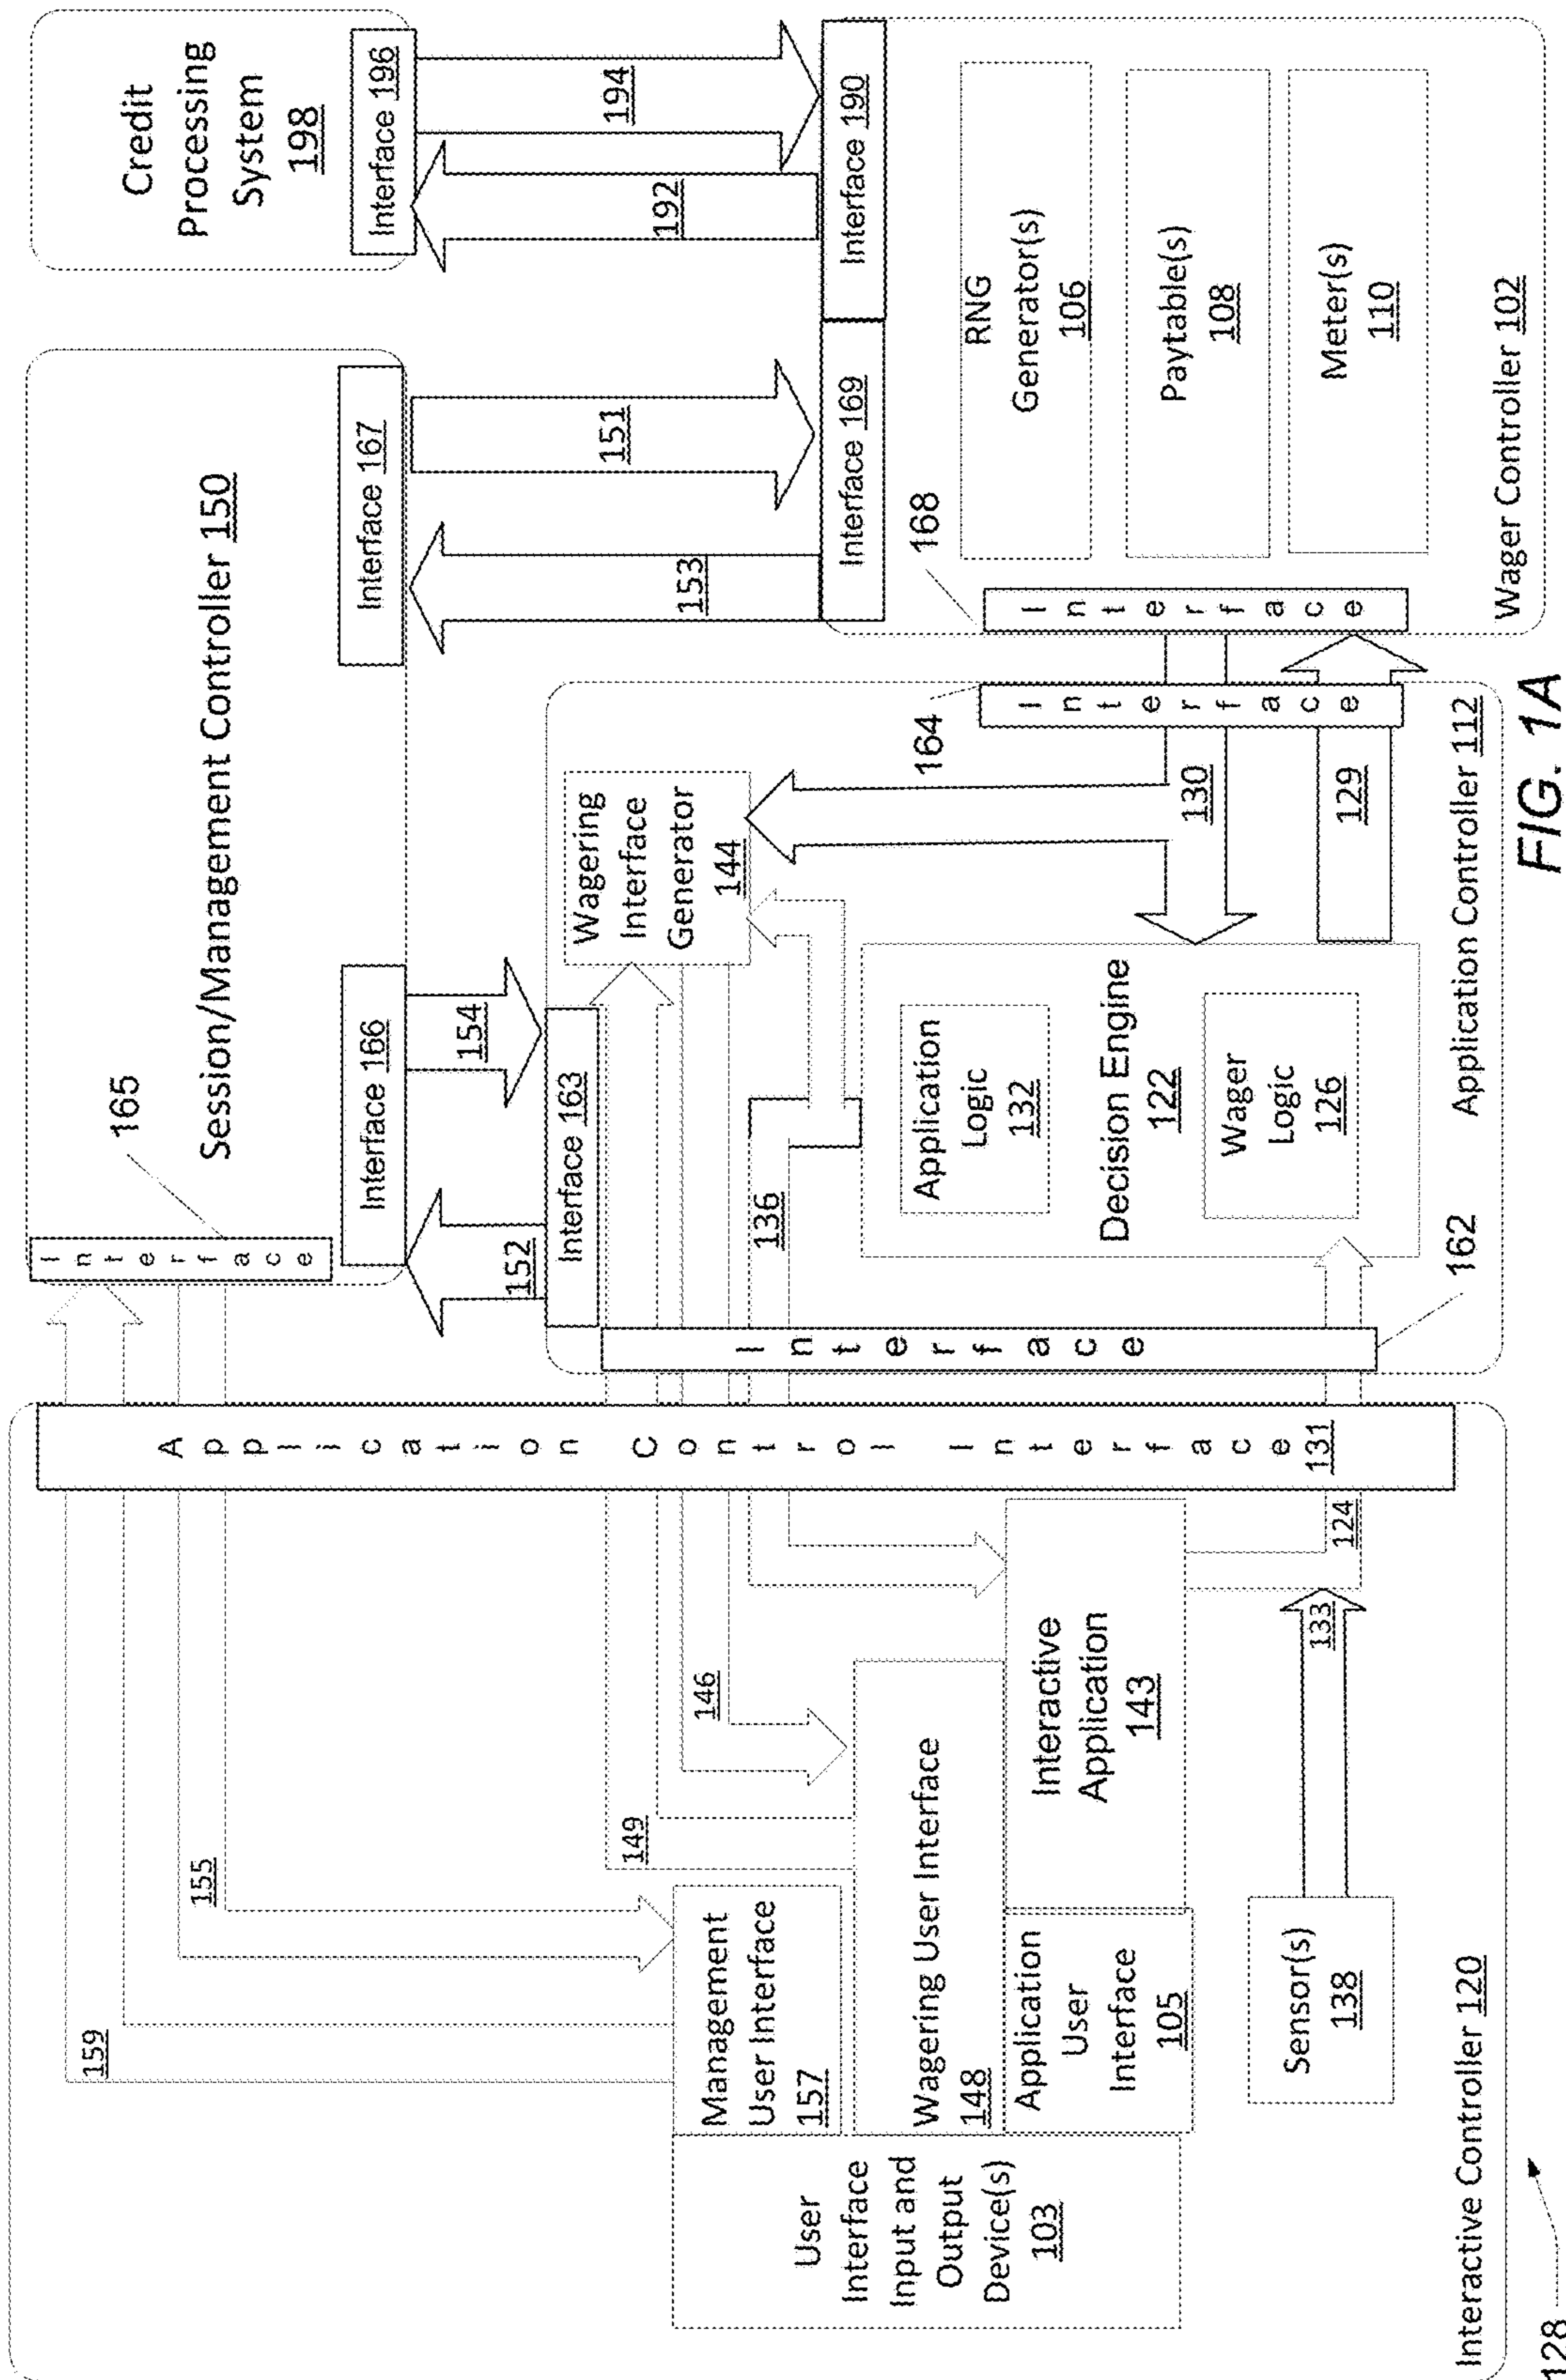 159
155
149
146
Management
User Interface
157
User
Interface
Input and
Output
Device(s)
103
Wagering User Interface
148
Application
User
Interface
105
Interactive
Application
143
Sensor(s)
138
133
124
Interactive Controller 120
128
Application Control Interface 131
Interface
165
Session/Management Controller 150
Interface 166
Interface 167
152
154
153
151
Interface 163
Interface
162
136
Wagering
Interface
Generator
144
Application
Logic
132
Decision Engine
122
Wager
Logic
126
130
129
Application Controller 112
164
Interface
168
Interface
Credit
Processing
System
198
Interface 196
192
194
Interface 169
Interface 190
RNG
Generator(s)
106
Paytable(s)
108
Meter(s)
110
Wager Controller 102
FIG. 1A